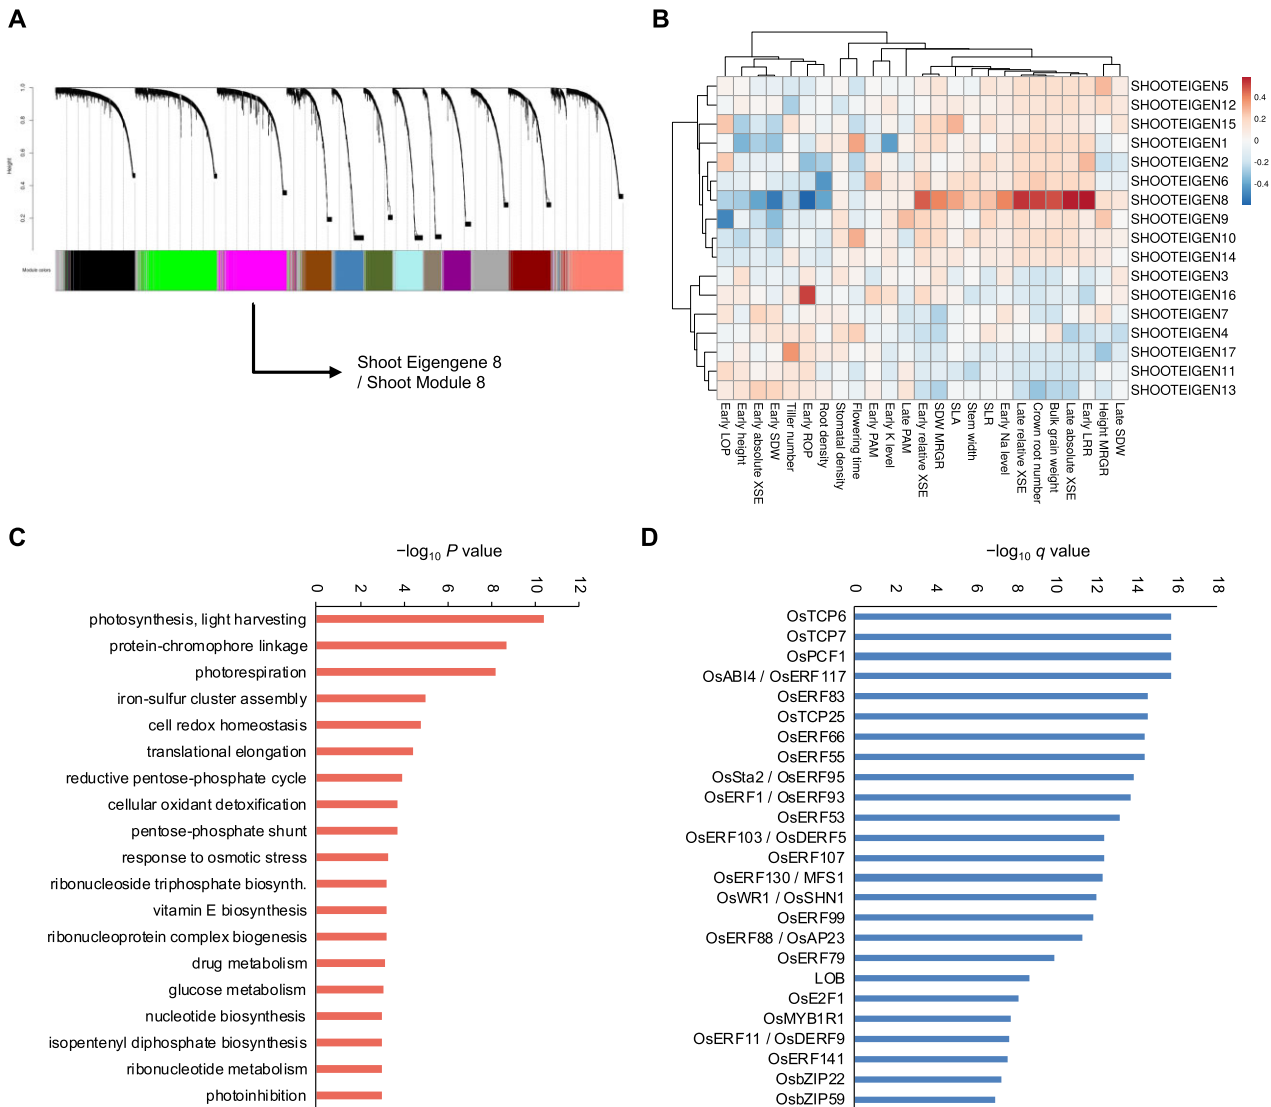 A
Height
1.0
0.8
0.6
0.4
0.2
Module colors
Shoot Eigengene 8
/ Shoot Module 8
B
SHOOTEIGEN5
SHOOTEIGEN12
SHOOTEIGEN15
SHOOTEIGEN1
SHOOTEIGEN2
SHOOTEIGEN6
SHOOTEIGEN8
SHOOTEIGEN9
SHOOTEIGEN10
SHOOTEIGEN14
SHOOTEIGEN3
SHOOTEIGEN16
SHOOTEIGEN7
SHOOTEIGEN4
SHOOTEIGEN17
SHOOTEIGEN11
SHOOTEIGEN13
0.4
0.2
0
-0.2
-0.4
Early LOP
Early height
Early absolute XSE
Early SDW
Tiller number
Early ROP
Root density
Stomatal density
Flowering time
Early PAM
Early K level
Late PAM
Early relative XSE
SDW MRGR
SLA
Stem width
SLR
Early Na level
Late relative XSE
Crown root number
Bulk grain weight
Late absolute XSE
Early LRR
Height MRGR
Late SDW
C
−log10 P value
0 2 4 6 8 10 12
photosynthesis, light harvesting
protein-chromophore linkage
photorespiration
iron-sulfur cluster assembly
cell redox homeostasis
translational elongation
reductive pentose-phosphate cycle
cellular oxidant detoxification
pentose-phosphate shunt
response to osmotic stress
ribonucleoside triphosphate biosynth.
vitamin E biosynthesis
ribonucleoprotein complex biogenesis
drug metabolism
glucose metabolism
nucleotide biosynthesis
isopentenyl diphosphate biosynthesis
ribonucleotide metabolism
photoinhibition
D
−log10 q value
0 2 4 6 8 10 12 14 16 18
OsTCP6
OsTCP7
OsPCF1
OsABI4 / OsERF117
OsERF83
OsTCP25
OsERF66
OsERF55
OsSta2 / OsERF95
OsERF1 / OsERF93
OsERF53
OsERF103 / OsDERF5
OsERF107
OsERF130 / MFS1
OsWR1 / OsSHN1
OsERF99
OsERF88 / OsAP23
OsERF79
LOB
OsE2F1
OsMYB1R1
OsERF11 / OsDERF9
OsERF141
OsbZIP22
OsbZIP59